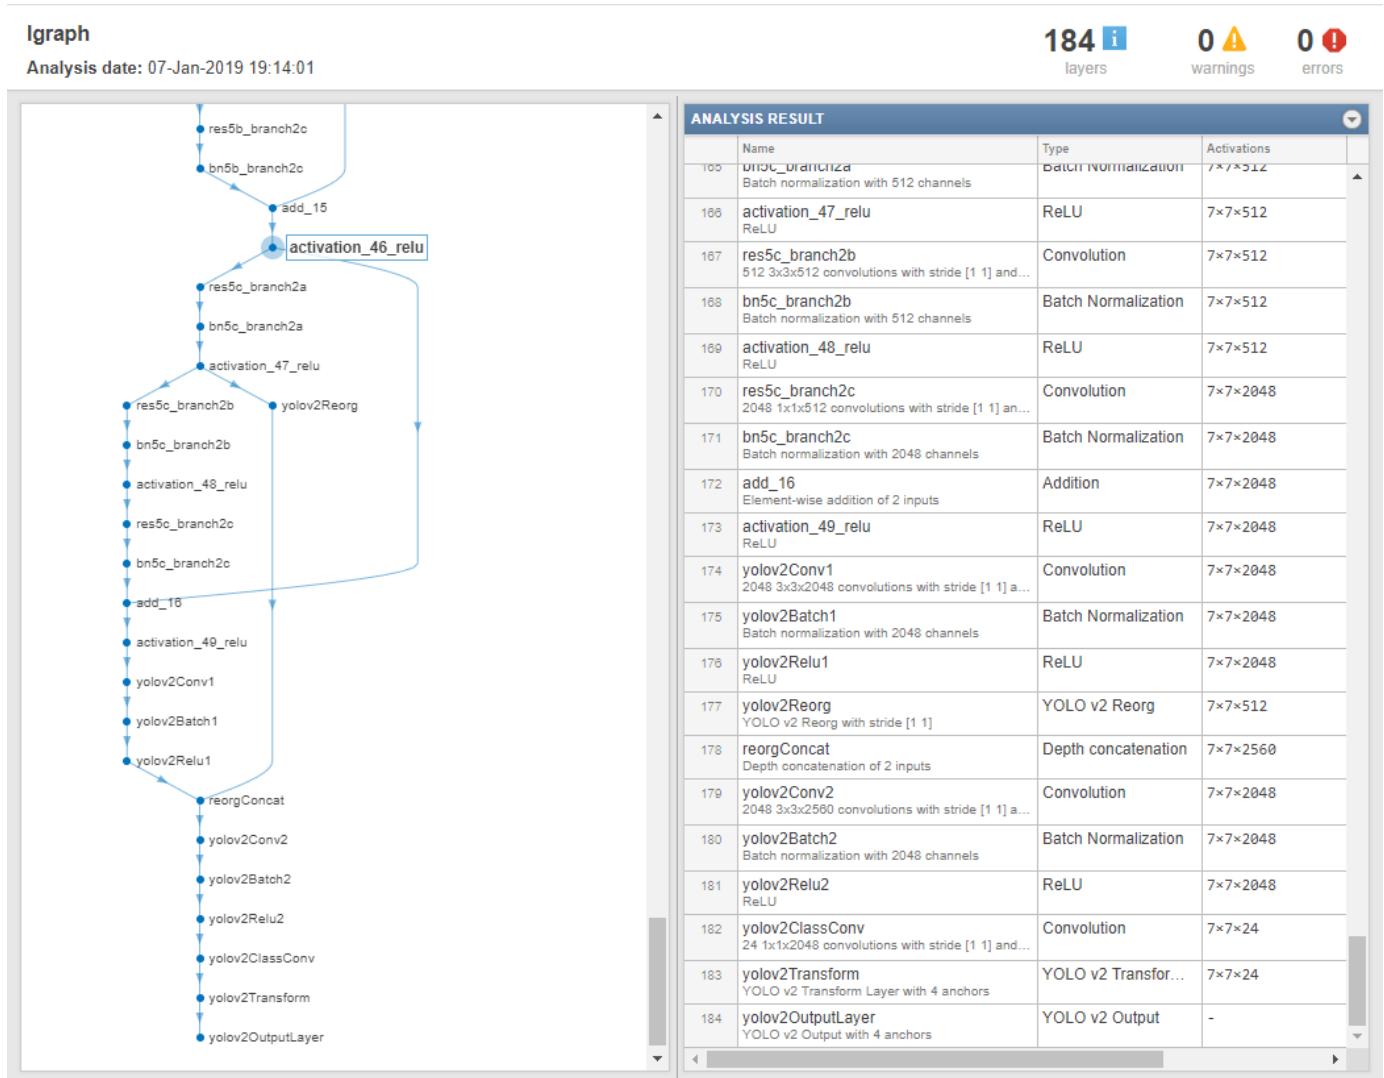 lgraph
Analysis date: 07-Jan-2019 19:14:01
184 i
layers
0
warnings
0
errors
res5b_branch2c
bn5b_branch2c
add_15
activation_46_relu
res5c_branch2a
bn5c_branch2a
activation_47_relu
res5c_branch2b
yolov2Reorg
bn5c_branch2b
activation_48_relu
res5c_branch2c
bn5c_branch2c
add_16
activation_49_relu
yolov2Conv1
yolov2Batch1
yolov2Relu1
reorgConcat
yolov2Conv2
yolov2Batch2
yolov2Relu2
yolov2ClassConv
yolov2Transform
yolov2OutputLayer
ANALYSIS RESULT
Name Type Activations
165 bn5c_branch2a Batch Normalization 7×7×512
Batch normalization with 512 channels
166 activation_47_relu ReLU 7×7×512
ReLU
167 res5c_branch2b Convolution 7×7×512
512 3x3x512 convolutions with stride [1 1] and...
168 bn5c_branch2b Batch Normalization 7×7×512
Batch normalization with 512 channels
169 activation_48_relu ReLU 7×7×512
ReLU
170 res5c_branch2c Convolution 7×7×2048
2048 1x1x512 convolutions with stride [1 1] an...
171 bn5c_branch2c Batch Normalization 7×7×2048
Batch normalization with 2048 channels
172 add_16 Addition 7×7×2048
Element-wise addition of 2 inputs
173 activation_49_relu ReLU 7×7×2048
ReLU
174 yolov2Conv1 Convolution 7×7×2048
2048 3x3x2048 convolutions with stride [1 1] a...
175 yolov2Batch1 Batch Normalization 7×7×2048
Batch normalization with 2048 channels
176 yolov2Relu1 ReLU 7×7×2048
ReLU
177 yolov2Reorg YOLO v2 Reorg 7×7×512
YOLO v2 Reorg with stride [1 1]
178 reorgConcat Depth concatenation 7×7×2560
Depth concatenation of 2 inputs
179 yolov2Conv2 Convolution 7×7×2048
2048 3x3x2560 convolutions with stride [1 1] a...
180 yolov2Batch2 Batch Normalization 7×7×2048
Batch normalization with 2048 channels
181 yolov2Relu2 ReLU 7×7×2048
ReLU
182 yolov2ClassConv Convolution 7×7×24
24 1x1x2048 convolutions with stride [1 1] and...
183 yolov2Transform YOLO v2 Transfor... 7×7×24
YOLO v2 Transform Layer with 4 anchors
184 yolov2OutputLayer YOLO v2 Output -
YOLO v2 Output with 4 anchors